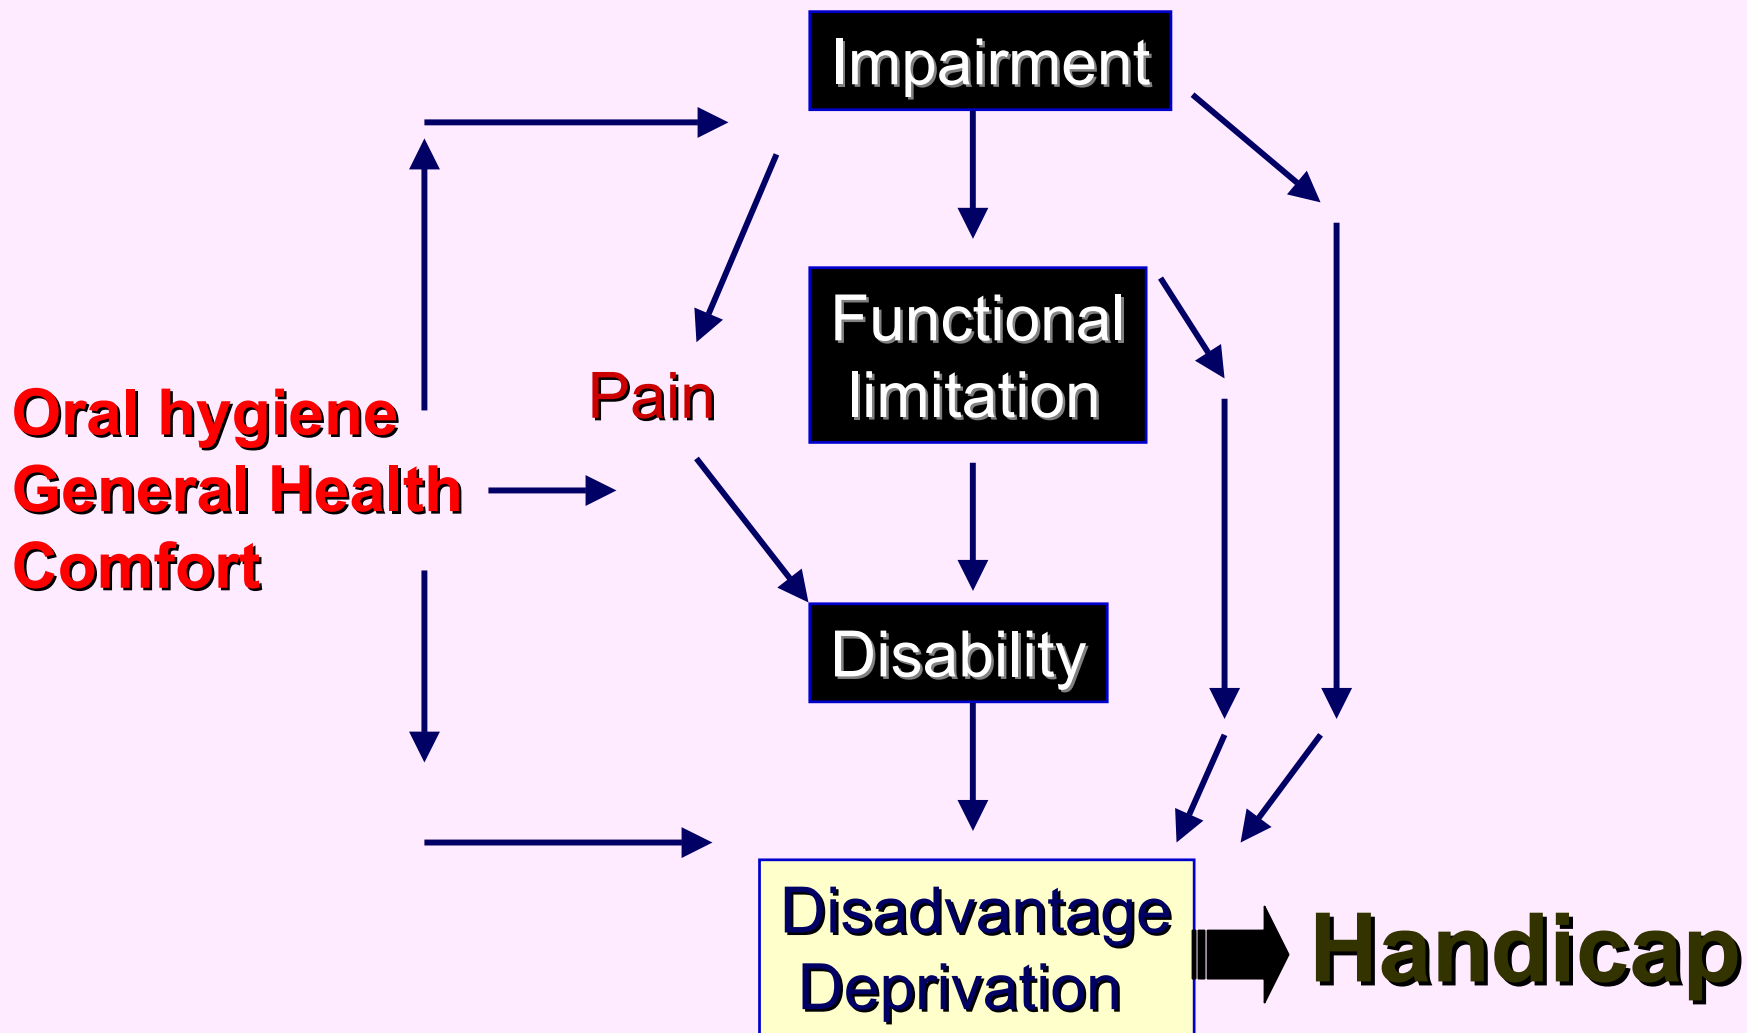 Impairment
Functional
limitation
Pain
Oral hygiene
General Health
Comfort
Disability
Disadvantage
Deprivation
Handicap